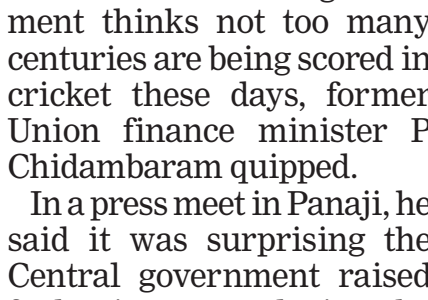 ment thinks not too many
centuries are being scored in
cricket these days, former
Union finance minister P
Chidambaram quipped.
In a press meet in Panaji, he
said it was surprising the
Central government raised